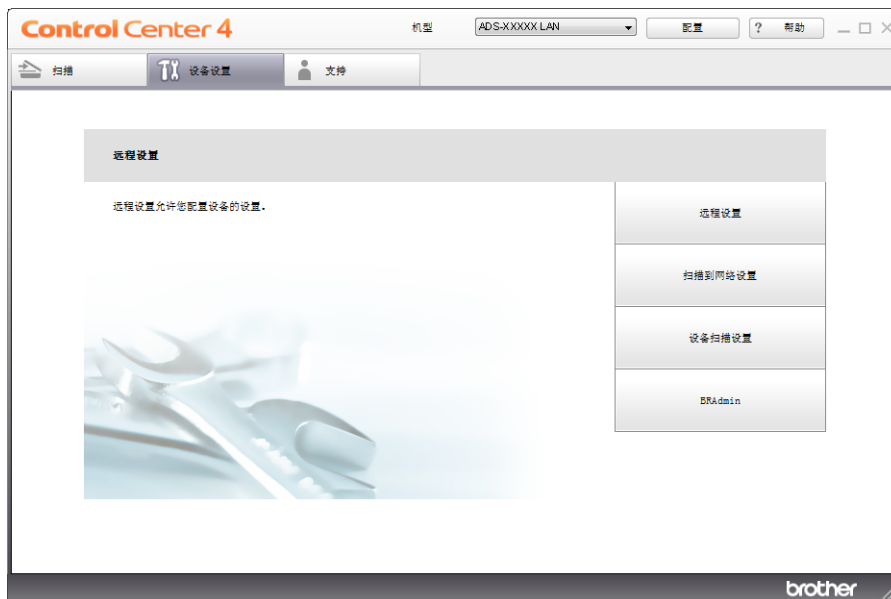 Control Center 4
机型
ADS-XXXXX LAN
配置
? 帮助
扫描
设备设置
支持
远程设置
远程设置允许您配置设备的设置.
远程设置
扫描到网络设置
设备扫描设置
BRAdmin
brother